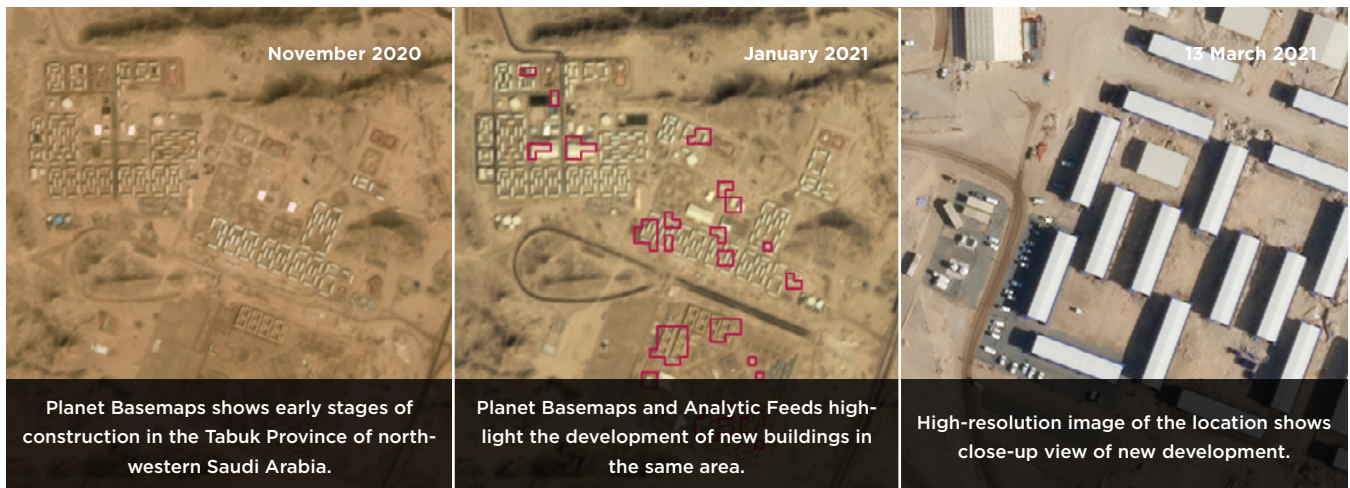 November 2020
January 2021
13 March 2021
Planet Basemaps shows early stages of
construction in the Tabuk Province of north-
western Saudi Arabia.
Planet Basemaps and Analytic Feeds high-
light the development of new buildings in
the same area.
High-resolution image of the location shows
close-up view of new development.